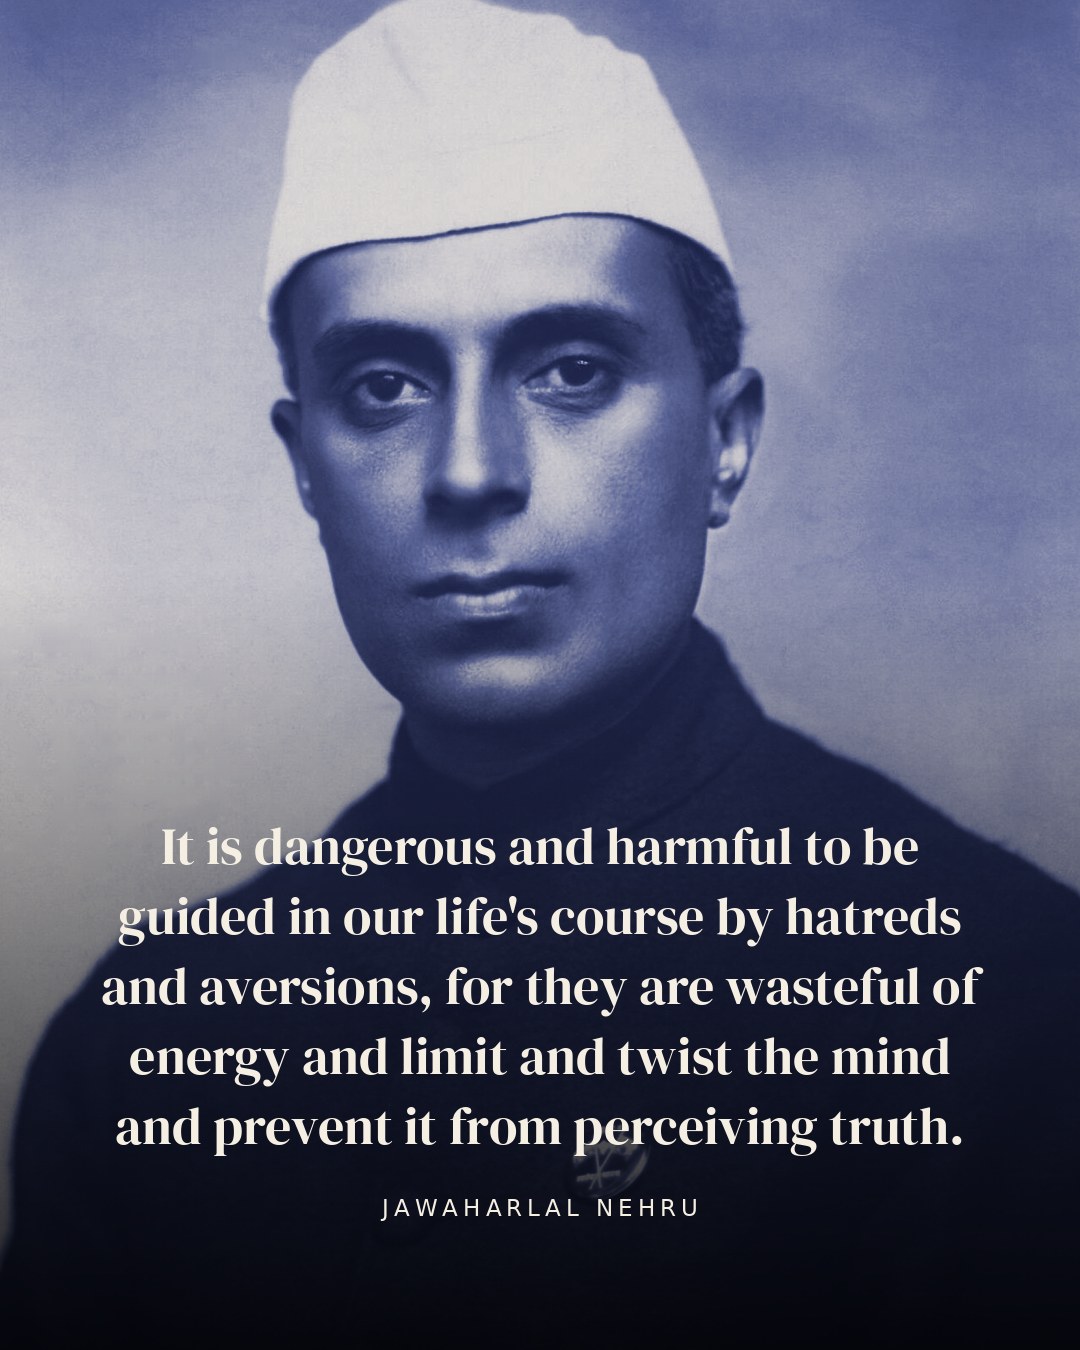 It is dangerous and harmful to be
guided in our life's course by hatreds
and aversions, for they are wasteful of
energy and limit and twist the mind
and prevent it from perceiving truth.
JAWAHARLAL NEHRU